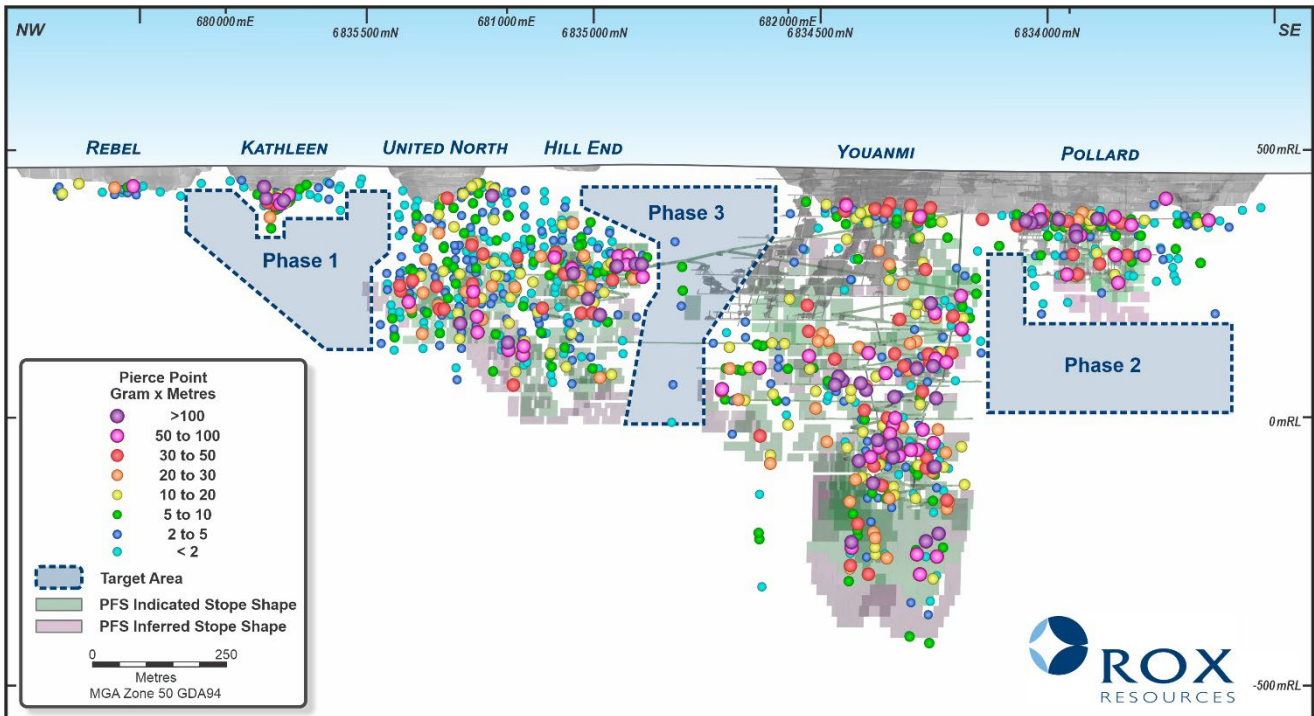 NW
680 000 mE
6 835 500 mN
681 000 mE
6 835 000 mN
682 000 mE
6 834 500 mN
6 834 000 mN
SE
REBEL
KATHLEEN
UNITED NORTH
HILL END
YOUANMI
POLLARD
500 mRL
Phase 1
Phase 3
Phase 2
0 mRL
-500 mRL
Pierce Point
Gram x Metres
>100
50 to 100
30 to 50
20 to 30
10 to 20
5 to 10
2 to 5
< 2
Target Area
PFS Indicated Stope Shape
PFS Inferred Stope Shape
0 250
Metres
MGA Zone 50 GDA94
ROX
RESOURCES